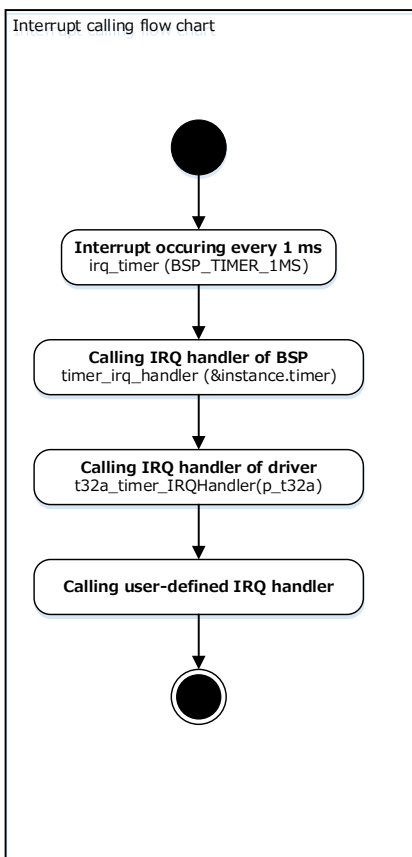 Interrupt calling flow chart
Interrupt occuring every 1 ms
irq_timer (BSP_TIMER_1MS)
Calling IRQ handler of BSP
timer_irq_handler (&instance.timer)
Calling IRQ handler of driver
t32a_timer_IRQHandler(p_t32a)
Calling user-defined IRQ handler